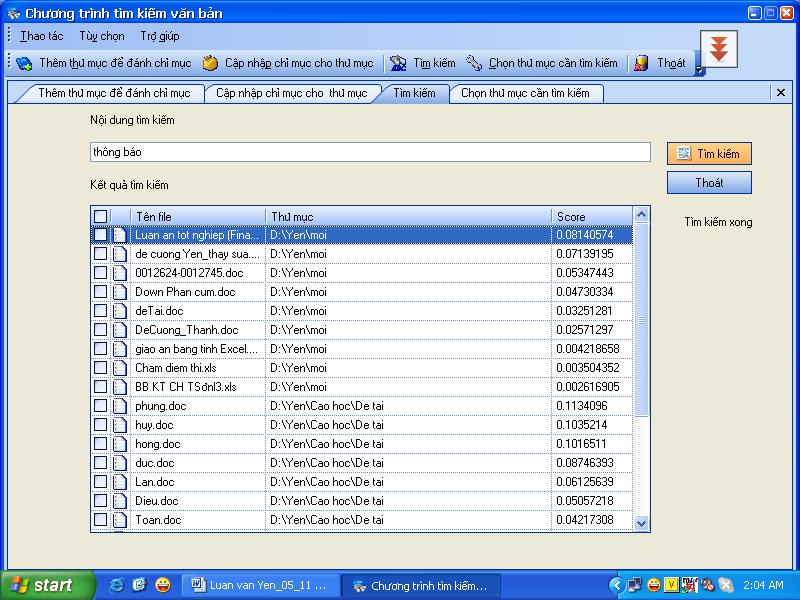 Chương trình tìm kiếm văn bản
Thao tác Tùy chọn Trợ giúp
Thêm thư mục để đánh chỉ mục Cập nhập chỉ mục cho thư mục Tìm kiếm Chọn thư mục cần tìm kiếm Thoát
Thêm thư mục để đánh chỉ mục Cập nhập chỉ mục cho thư mục Tìm kiếm Chọn thư mục cần tìm kiếm
Nội dung tìm kiếm
thông báo Tìm kiếm
Thoát
Kết quả tìm kiếm
Tìm kiếm xong
Tên file Thư mục Score
Luan an tot nghiep (Fina... D:\Yen\moi 0.08140574
de cuong Yen_thay sua.... D:\Yen\moi 0.07139195
0012624-0012745.doc D:\Yen\moi 0.05347443
Down Phan cum.doc D:\Yen\moi 0.04730334
deTai.doc D:\Yen\moi 0.03251281
DeCuong_Thanh.doc D:\Yen\moi 0.02571297
giao an bang tinh Excel.... D:\Yen\moi 0.004218658
Cham diem thi.xls D:\Yen\moi 0.003504352
BB KT CH TSơnl3.xls D:\Yen\moi 0.002616905
phung.doc D:\Yen\Cao hoc\De tai 0.1134096
huy.doc D:\Yen\Cao hoc\De tai 0.1035214
hong.doc D:\Yen\Cao hoc\De tai 0.1016511
duc.doc D:\Yen\Cao hoc\De tai 0.08746393
Lan.doc D:\Yen\Cao hoc\De tai 0.06125639
Dieu.doc D:\Yen\Cao hoc\De tai 0.05057218
Toan.doc D:\Yen\Cao hoc\De tai 0.04217308
start Luan van Yen_05_11 ... Chương trình tìm kiếm... V 2:04 AM